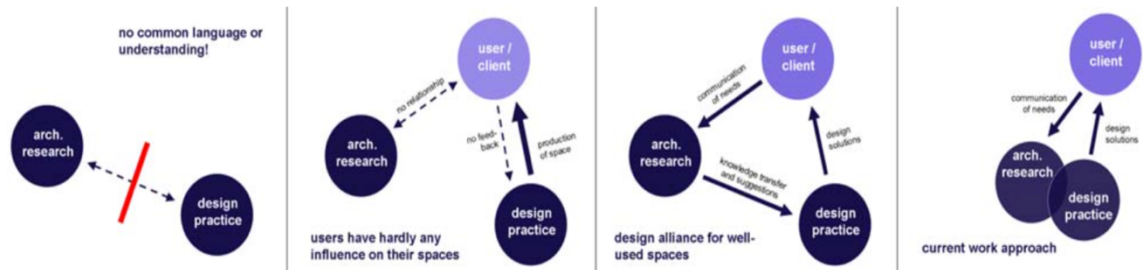 no common language or
understanding!
arch.
research
design
practice
user /
client
no relationship
arch.
research
no feed-
back
production
of space
design
practice
users have hardly any
influence on their spaces
user /
client
communication
of needs
arch.
research
design
solutions
knowledge transfer
and suggestions
design
practice
design alliance for well-
used spaces
user /
client
communication
of needs
design
solutions
arch.
research
design
practice
current work approach